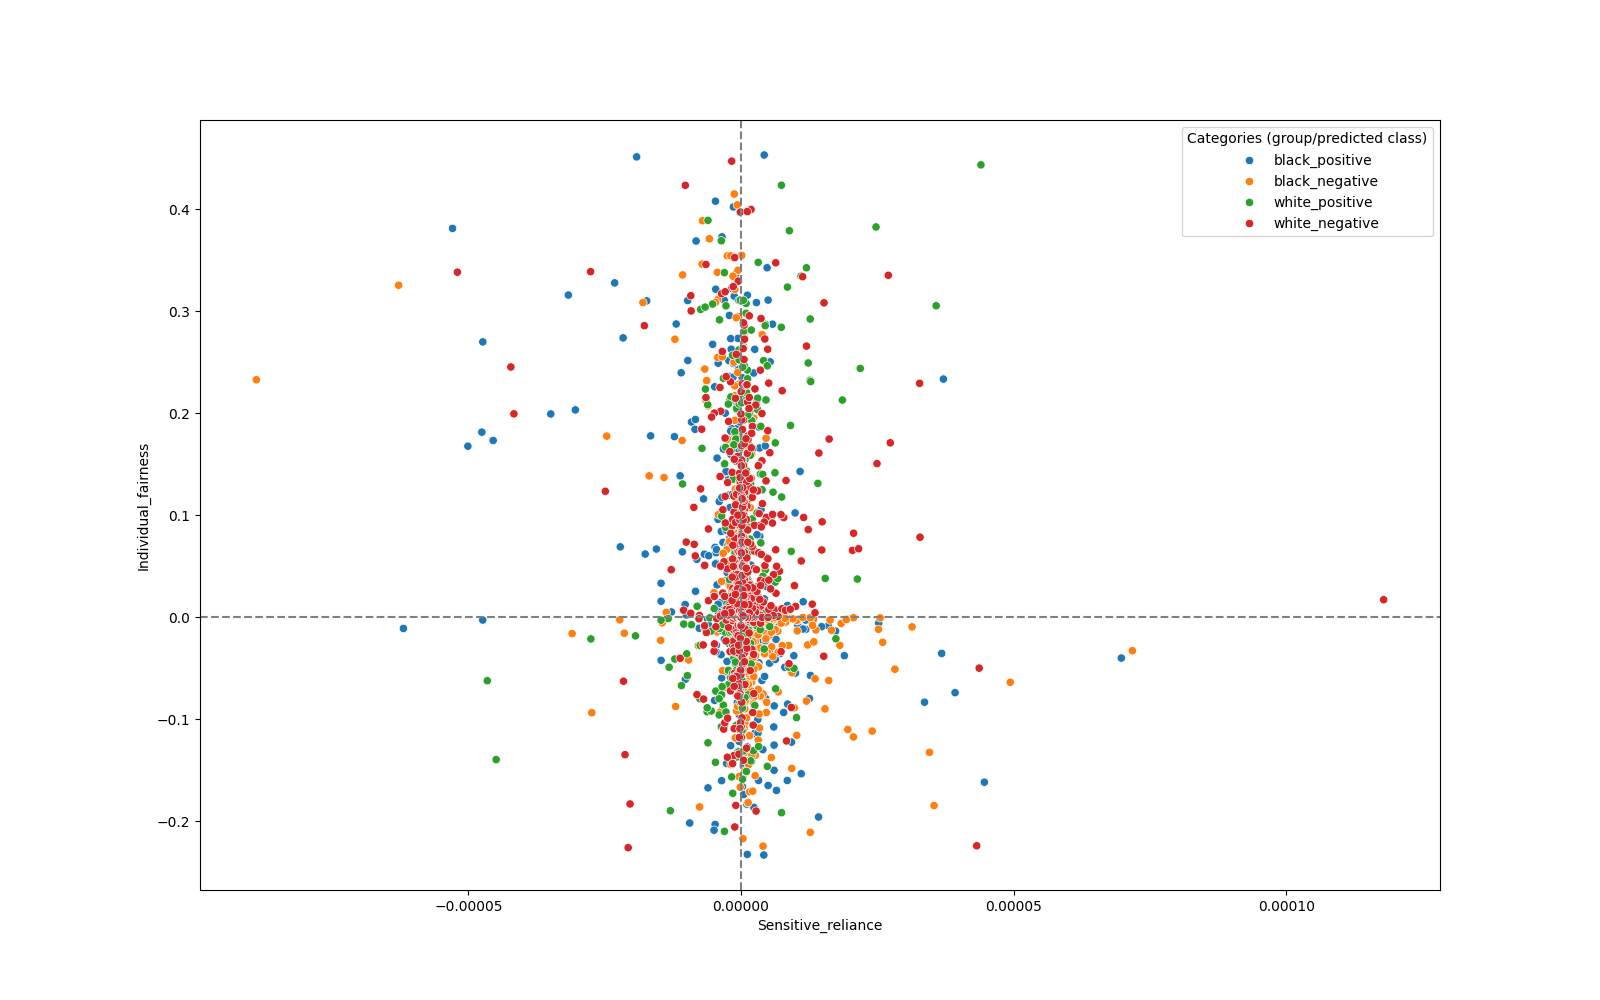 Categories (group/predicted class)
black_positive
black_negative
white_positive
white_negative
Individual_fairness
0.4
0.3
0.2
0.1
0.0
−0.1
−0.2
−0.00005
0.00000
0.00005
0.00010
Sensitive_reliance